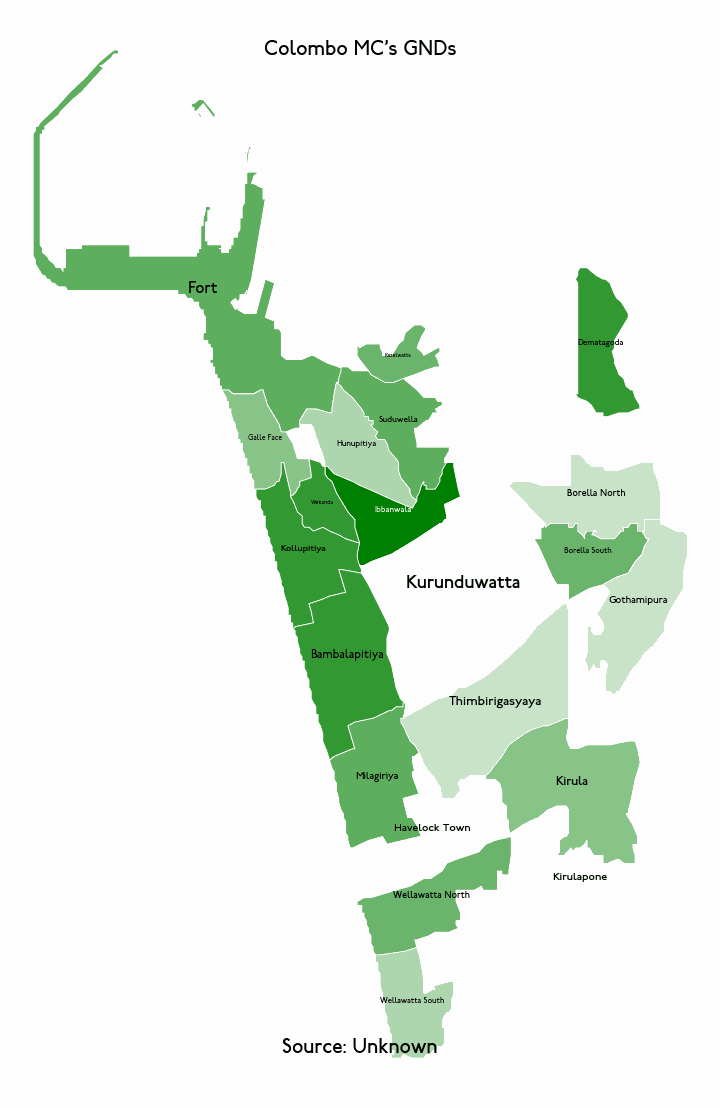 Colombo MC's GNDs
Fort
Dematagoda
Suduwella
Galle Face
Hunupitiya
Borella North
Wekanda
Ibbanwala
Kollupitiya
Borella South
Kurunduwatta
Gothamipura
Bambalapitiya
Thimbirigasyaya
Milagiriya
Kirula
Havelock Town
Kirulapone
Wellawatta North
Wellawatta South
Source: Unknown